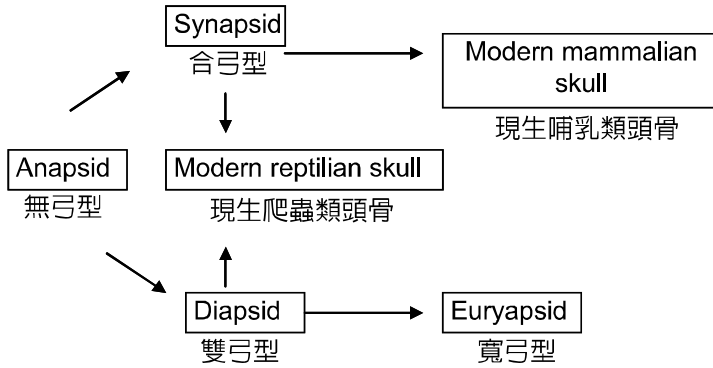 Synapsid
合弓型
Modern mammalian
skull
現生哺乳類頭骨
Anapsid
無弓型
Modern reptilian skull
現生爬蟲類頭骨
Diapsid
雙弓型
Euryapsid
寬弓型